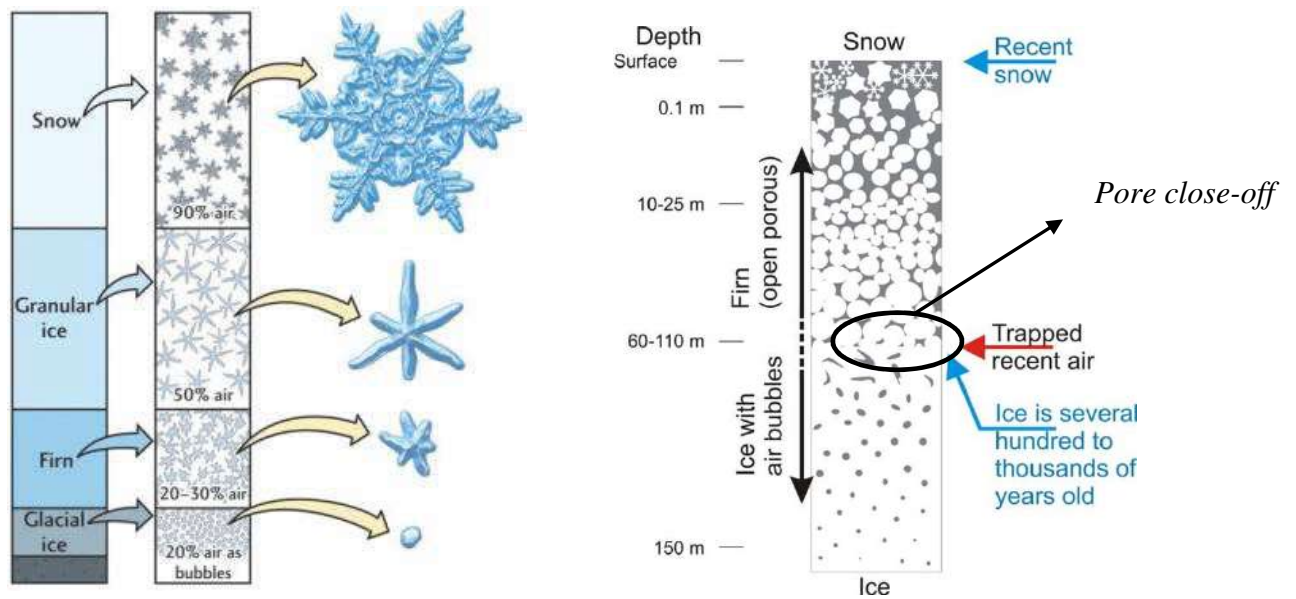 Snow
90% air
Granular
ice
50% air
Firn
20–30% air
Glacial
ice
20% air as
bubbles
Depth
Surface
0.1 m
10-25 m
60-110 m
150 m
Snow
Recent
snow
Pore close-off
Firn
(open porous)
Ice with
air bubbles
Trapped
recent air
Ice is several
hundred to
thousands of
years old
Ice